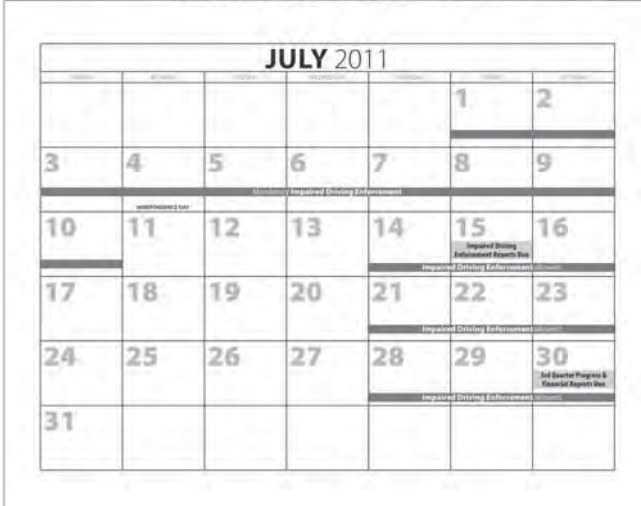 JULY 2011
1 2
3 4 5 6 7 8 9
Mandatory Impaired Driving Enforcement
INDEPENDENCE DAY
10 11 12 13 14 15 16
Impaired Driving
Enforcement Reports Due
Impaired Driving Enforcement Allowed
17 18 19 20 21 22 23
Impaired Driving Enforcement Allowed
24 25 26 27 28 29 30
3rd Quarter Progress &
Financial Reports Due
Impaired Driving Enforcement Allowed
31